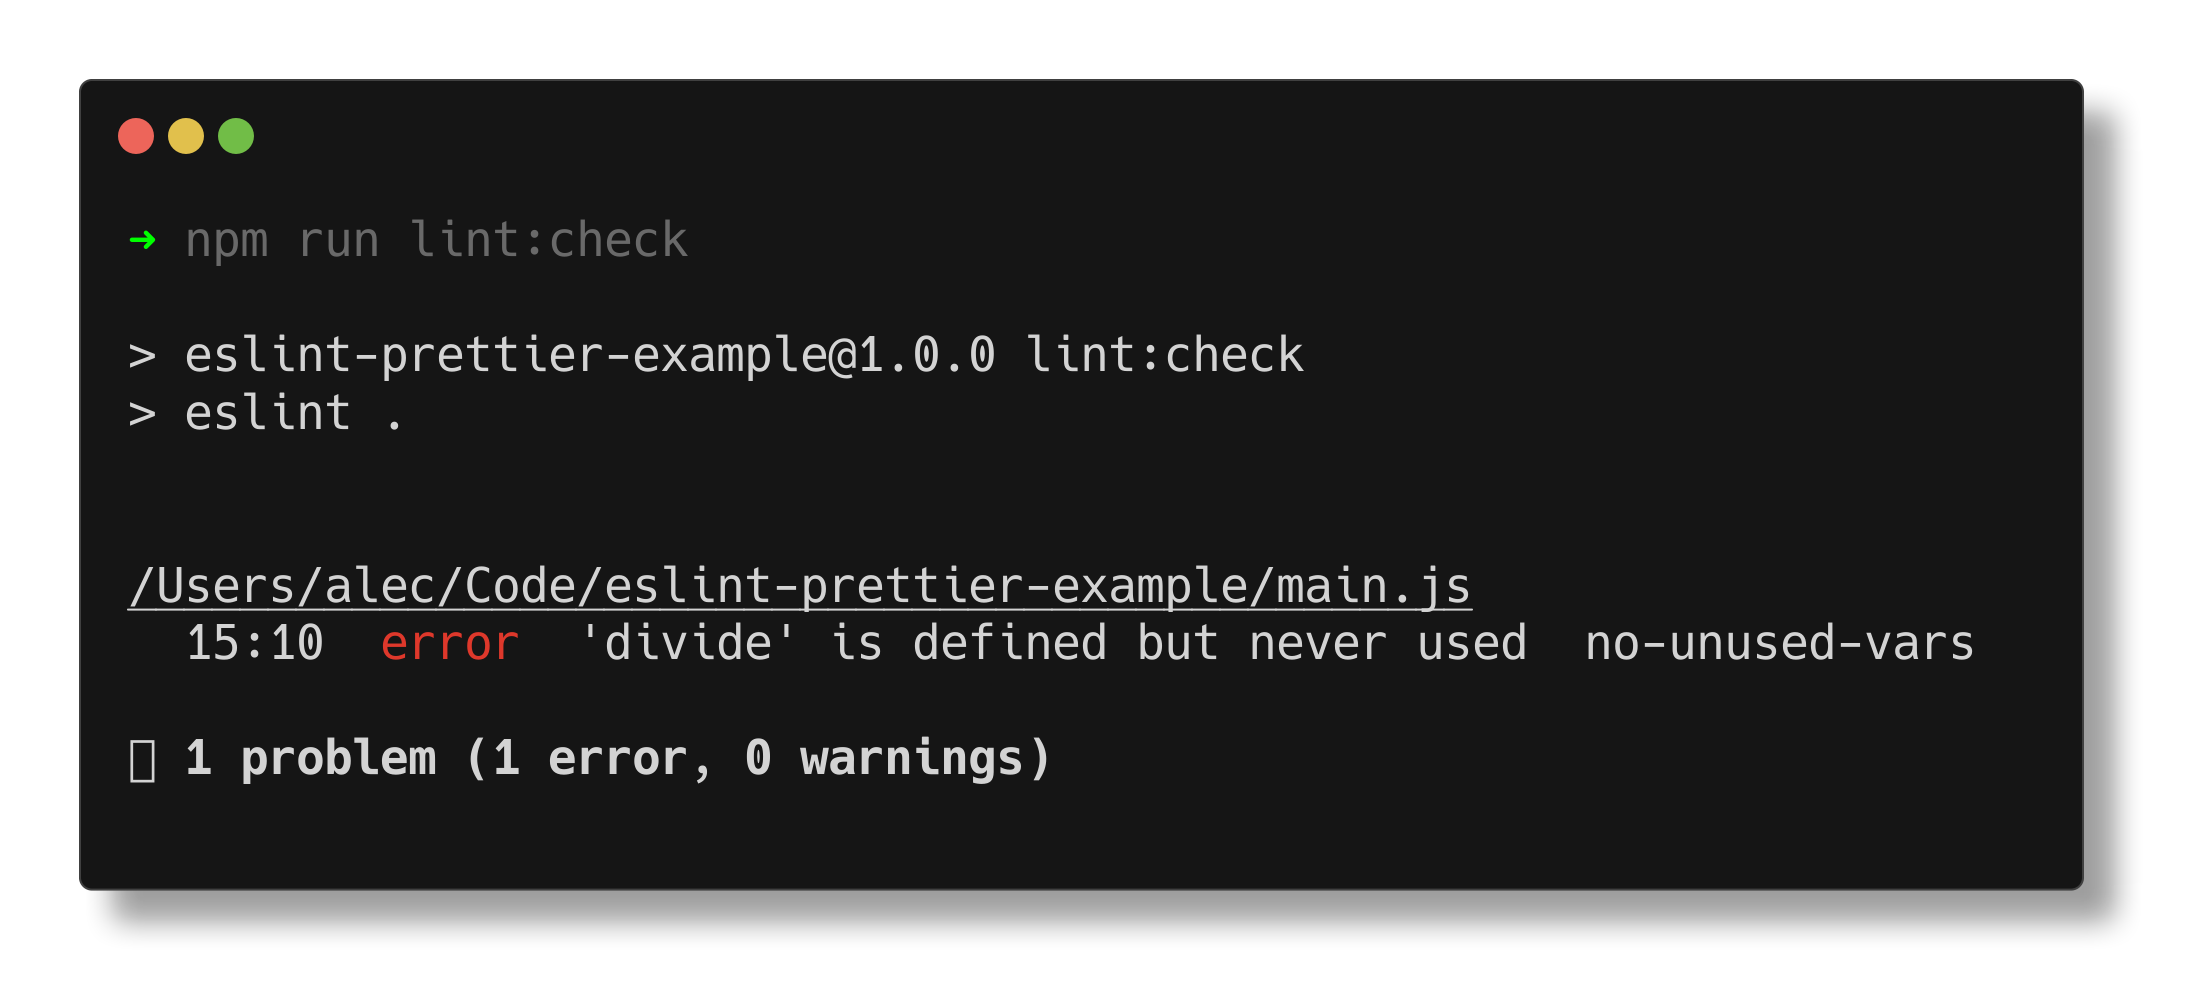 ➜ npm run lint:check
> eslint-prettier-example@1.0.0 lint:check
> eslint .
/Users/alec/Code/eslint-prettier-example/main.js
15:10  error  'divide' is defined but never used  no-unused-vars
▯ 1 problem (1 error, 0 warnings)